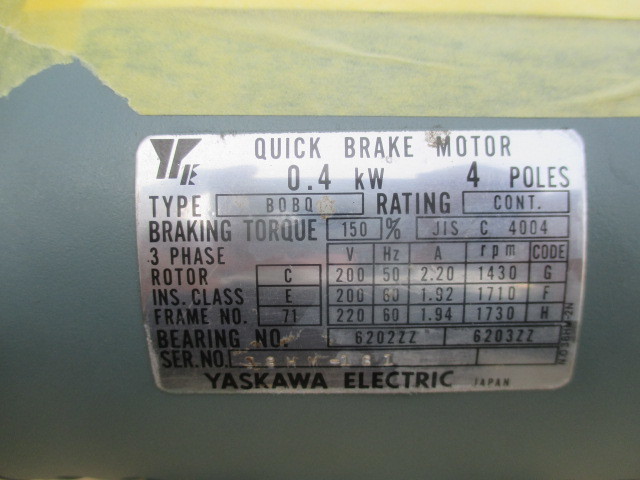 YE QUICK BRAKE MOTOR
0.4 kW 4 POLES
TYPE BOBQ RATING CONT.
BRAKING TORQUE 150 % JIS C 4004
3 PHASE V Hz A rpm CODE
ROTOR C 200 50 2.20 1430 G
INS. CLASS E 200 60 1.92 1710 F
FRAME NO. 71 220 60 1.94 1730 H
BEARING NO. 6202ZZ 6203ZZ
SER.NO.
YASKAWA ELECTRIC JAPAN